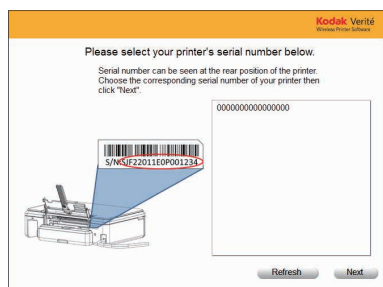 Kodak Verité
Wireless Printer Software
Please select your printer's serial number below.
Serial number can be seen at the rear position of the printer.
Choose the corresponding serial number of your printer then
click "Next".
0000000000000000
S/N:SJF22011E0P001234
Refresh
Next